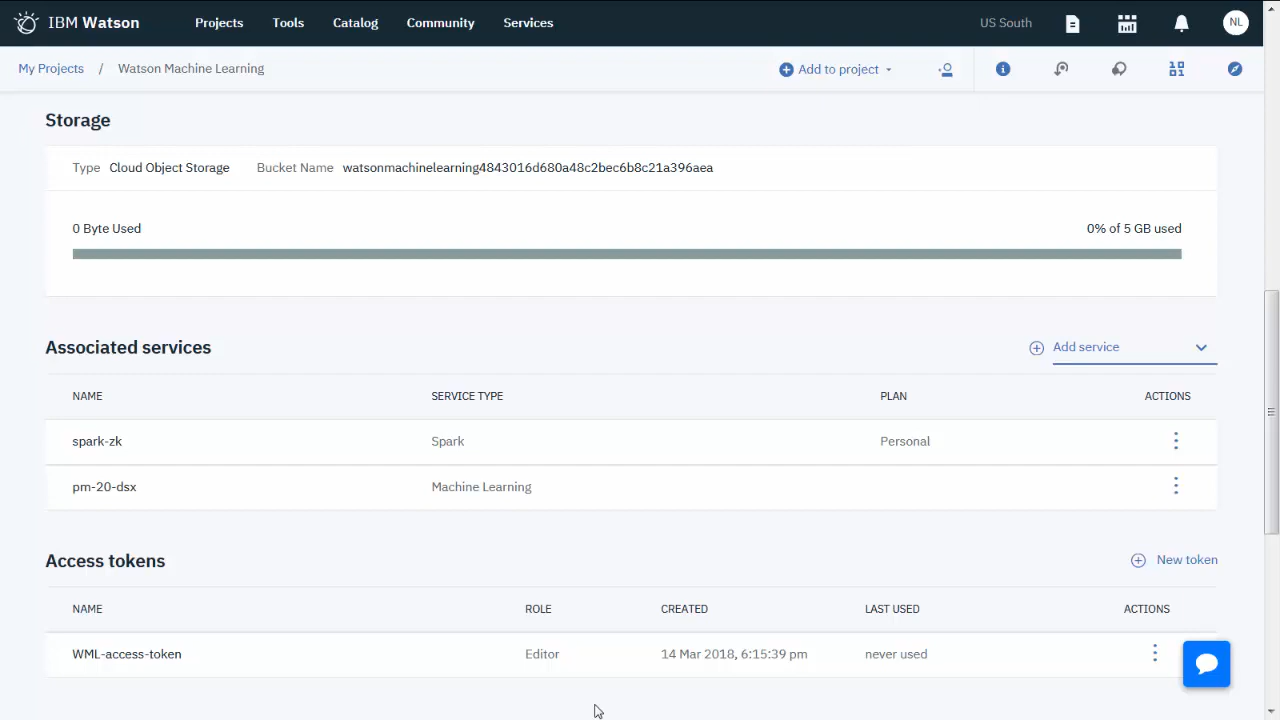 IBM Watson Projects Tools Catalog Community Services US South NL
My Projects / Watson Machine Learning Add to project
Storage
Type Cloud Object Storage Bucket Name watsonmachinelearning4843016d680a48c2bec6b8c21a396aea
0 Byte Used 0% of 5 GB used
Associated services Add service
NAME SERVICE TYPE PLAN ACTIONS
spark-zk Spark Personal
pm-20-dsx Machine Learning
Access tokens New token
NAME ROLE CREATED LAST USED ACTIONS
WML-access-token Editor 14 Mar 2018, 6:15:39 pm never used